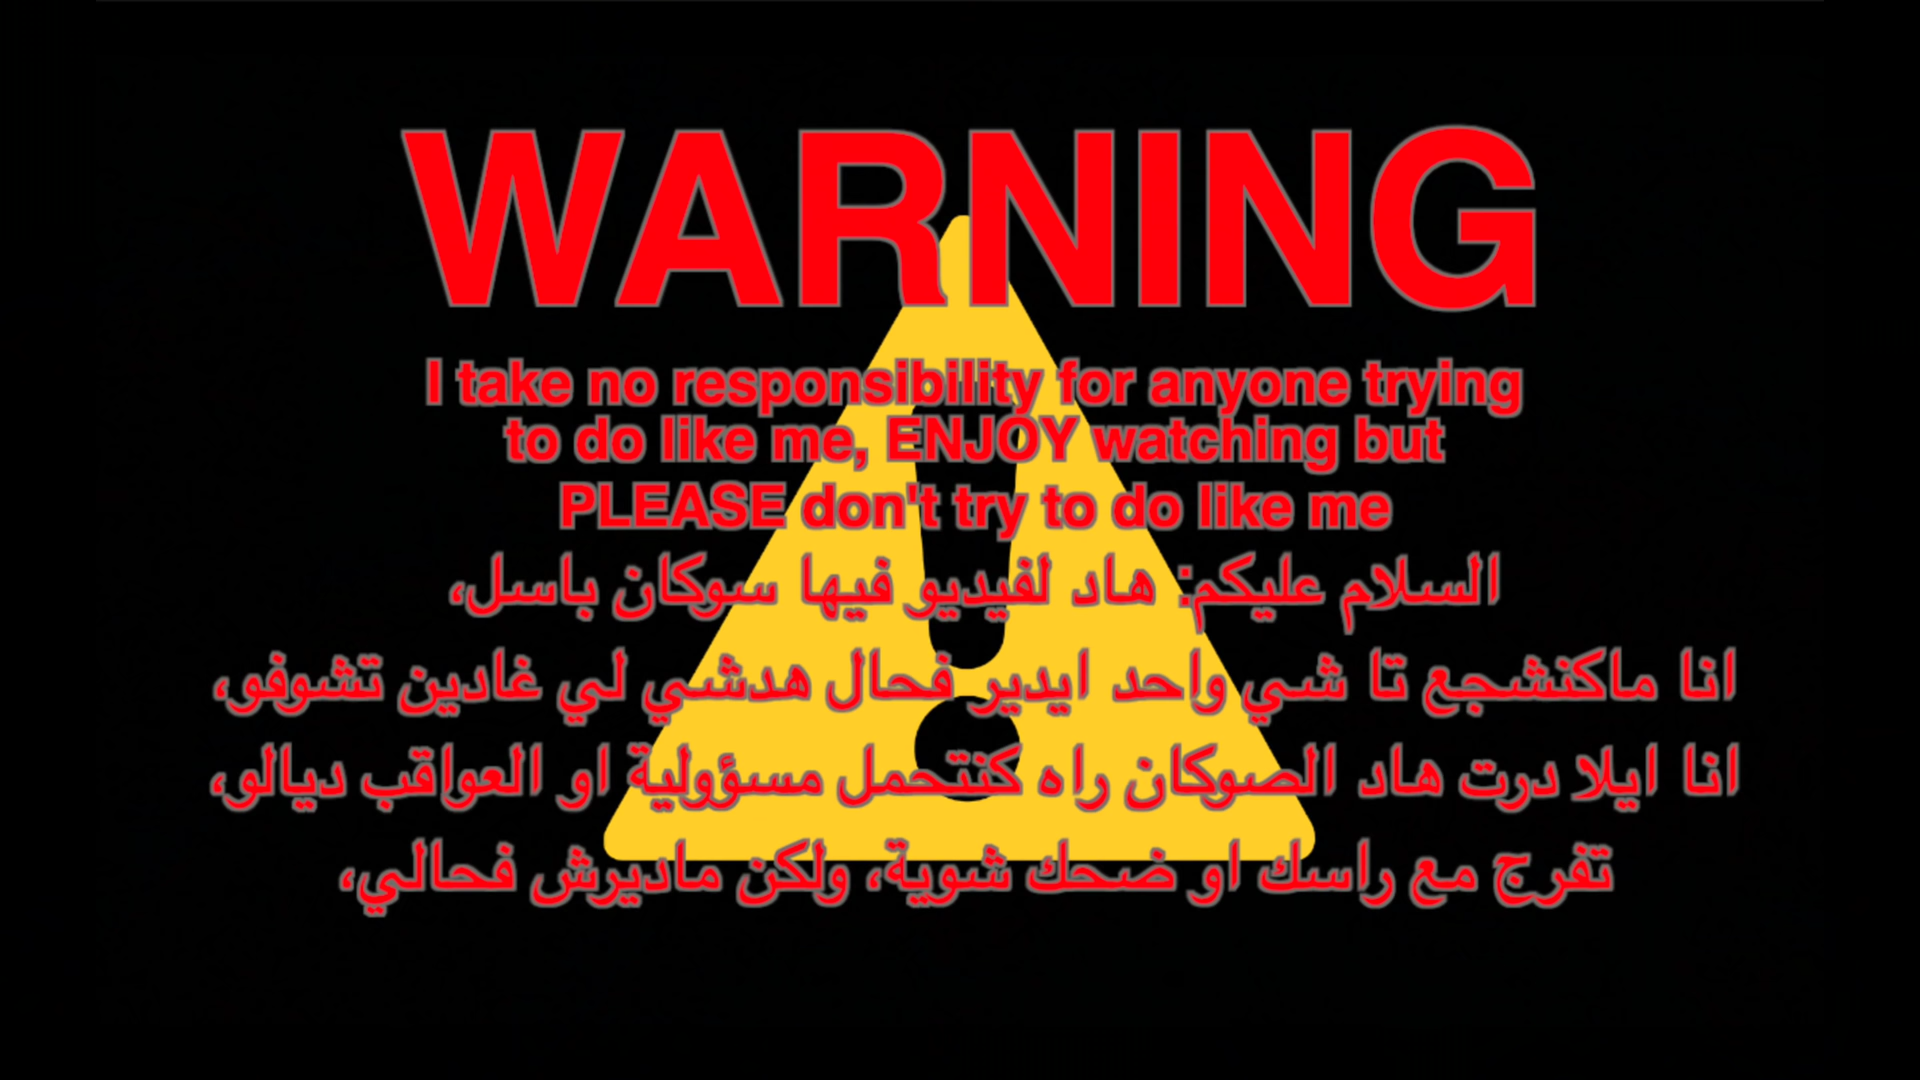 WARNING
I take no responsibility for anyone trying
to do like me, ENJOY watching but
PLEASE don't try to do like me
السلام عليكم: هاد لفيديو فيها سوكان باسل،
انا ماكنشجع تا شي واحد ايدير فحال هدشي لي غادين تشوفو،
انا ايلا درت هاد الصوكان راه كنتحمل مسؤولية او العواقب ديالو،
تفرج مع راسك او ضحك شوية، ولكن ماديرش فحالي،